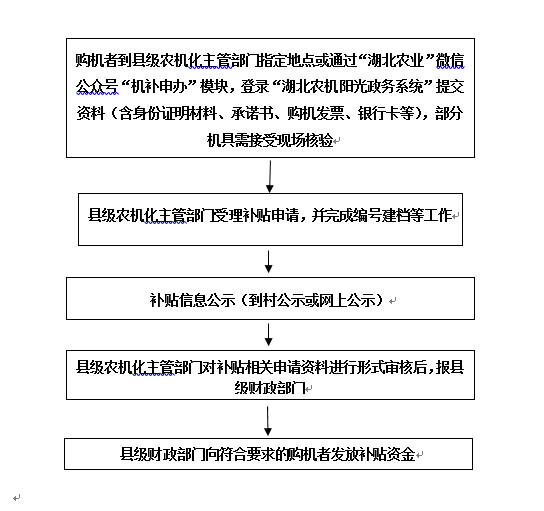 购机者到县级农机化主管部门指定地点或通过“湖北农业”微信
公众号“机补申办”模块，登录“湖北农机阳光政务系统”提交
资料（含身份证明材料、承诺书、购机发票、银行卡等），部分
机具需接受现场核验
县级农机化主管部门受理补贴申请，并完成编号建档等工作
补贴信息公示（到村公示或网上公示）
县级农机化主管部门对补贴相关申请资料进行形式审核后，报县
级财政部门
县级财政部门向符合要求的购机者发放补贴资金